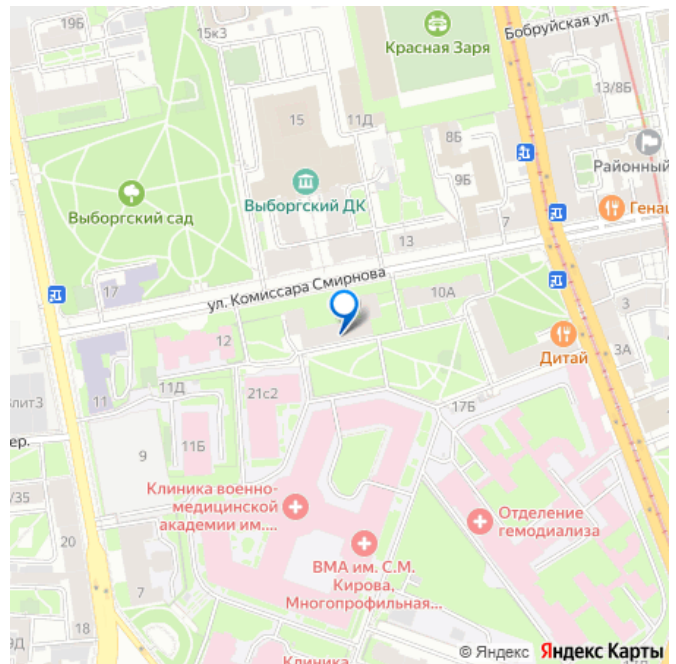 19Б
15к3
Красная Заря
Бобруйская ул.
13/8Б
15
11Д
8Б
9Б
Районный
Выборгский ДК
Выборгский сад
Генац
7
13
17
ул. Комиссара Смирнова
10А
3
12
Дитай
3А
11
11Д
21с2
17Б
лит3
ер.
9
11Б
/35
Клиника военно-
медицинской
академии им....
Отделение
гемодиализа
20
ВМА им. С.М.
Кирова,
Многопрофильная...
7
18
9Д
Клиника
© Яндекс Яндекс Карты